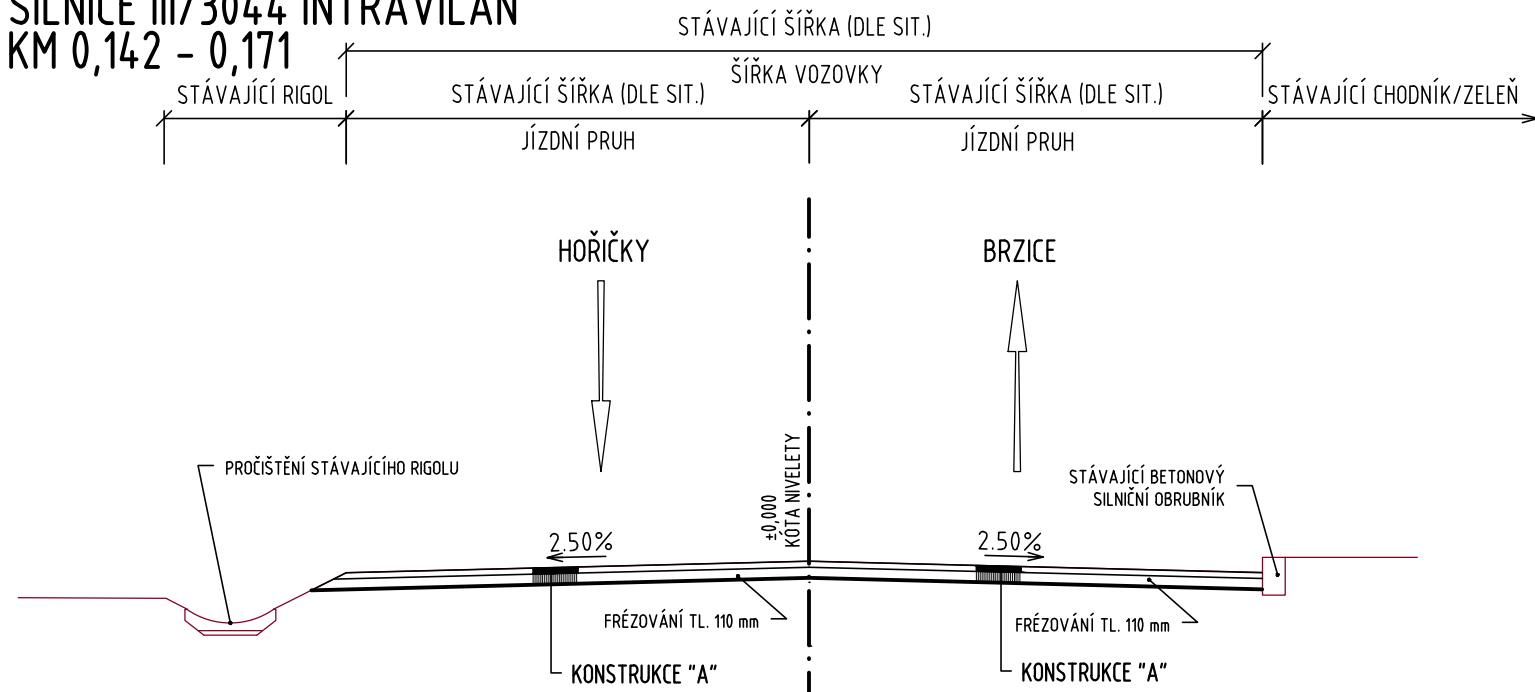 SILNICE III/3044 INTRAVILÁN
KM 0,142 - 0,171
STÁVAJÍCÍ ŠÍŘKA (DLE SIT.)
ŠÍŘKA VOZOVKY
STÁVAJÍCÍ RIGOL
STÁVAJÍCÍ ŠÍŘKA (DLE SIT.)
STÁVAJÍCÍ ŠÍŘKA (DLE SIT.)
STÁVAJÍCÍ CHODNÍK/ZELEŇ
JÍZDNÍ PRUH
JÍZDNÍ PRUH
HOŘIČKY
BRZICE
PROČIŠTĚNÍ STÁVAJÍCÍHO RIGOLU
±0,000
KÓTA NIVELETY
STÁVAJÍCÍ BETONOVÝ
SILNIČNÍ OBRUBNÍK
2.50%
2.50%
FRÉZOVÁNÍ TL. 110 mm
FRÉZOVÁNÍ TL. 110 mm
KONSTRUKCE "A"
KONSTRUKCE "A"